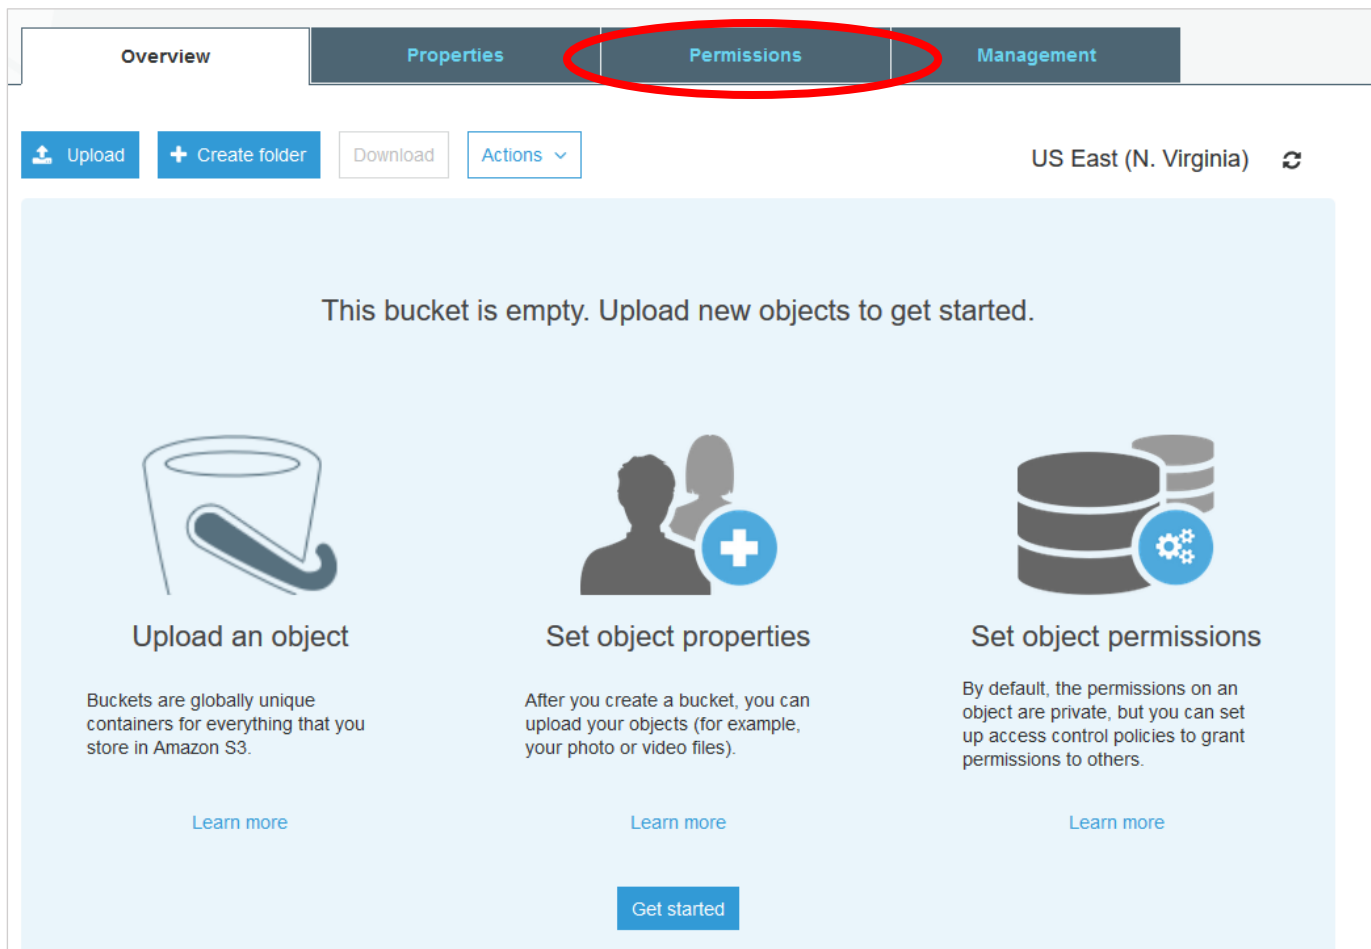 Overview Properties Permissions Management
Upload Create folder Download Actions US East (N. Virginia)
This bucket is empty. Upload new objects to get started.
Upload an object
Buckets are globally unique
containers for everything that you
store in Amazon S3.
Learn more
Set object properties
After you create a bucket, you can
upload your objects (for example,
your photo or video files).
Learn more
Set object permissions
By default, the permissions on an
object are private, but you can set
up access control policies to grant
permissions to others.
Learn more
Get started